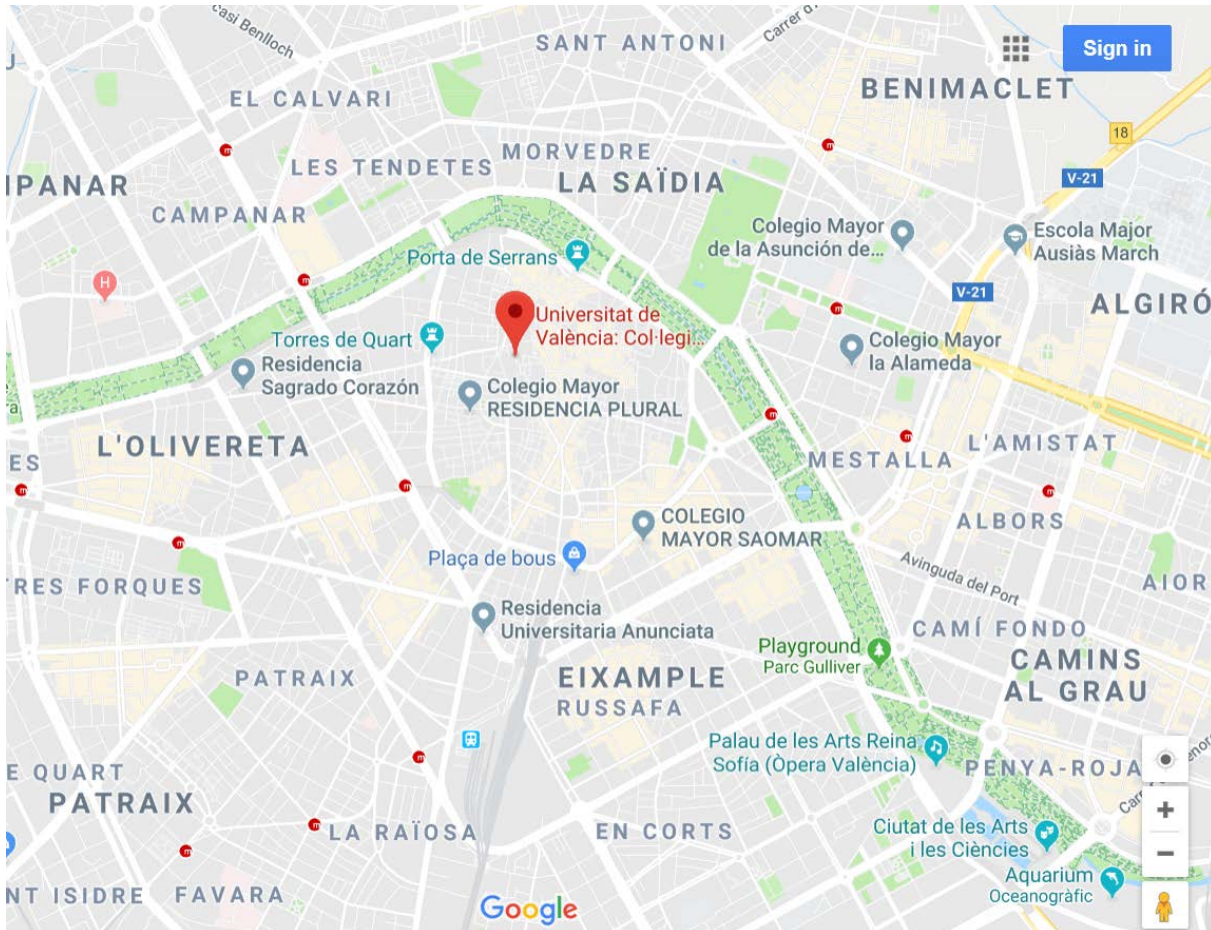 casi Benlloch
SANT ANTONI
Carrer d'
Sign in
EL CALVARI
BENIMACLET
18
LES TENDETES
MORVEDRE
LA SAÏDIA
V-21
MPANAR
CAMPANAR
Colegio Mayor
de la Asunción de...
Escola Major
Ausiàs March
Porta de Serrans
H
V-21
ALGIRÓ
Universitat de
València: Col·legi...
Torres de Quart
Residencia
Sagrado Corazón
Colegio Mayor
la Alameda
Colegio Mayor
RESIDENCIA PLURAL
L'OLIVERETA
L'AMISTAT
ES
MESTALLA
COLEGIO
MAYOR SAOMAR
ALBORS
Plaça de bous
Avinguda del Port
TRES FORQUES
AIOR
Residencia
Universitaria Anunciata
CAMÍ FONDO
Playground
Parc Gulliver
CAMINS
AL GRAU
PATRAIX
EIXAMPLE
RUSSAFA
Palau de les Arts Reina
Sofía (Òpera València)
PENYA-ROJA
E QUART
PATRAIX
LA RAÏOSA
EN CORTS
Ciutat de les Arts
i les Ciències
Aquarium
Oceanogràfic
NT ISIDRE
FAVARA
Google